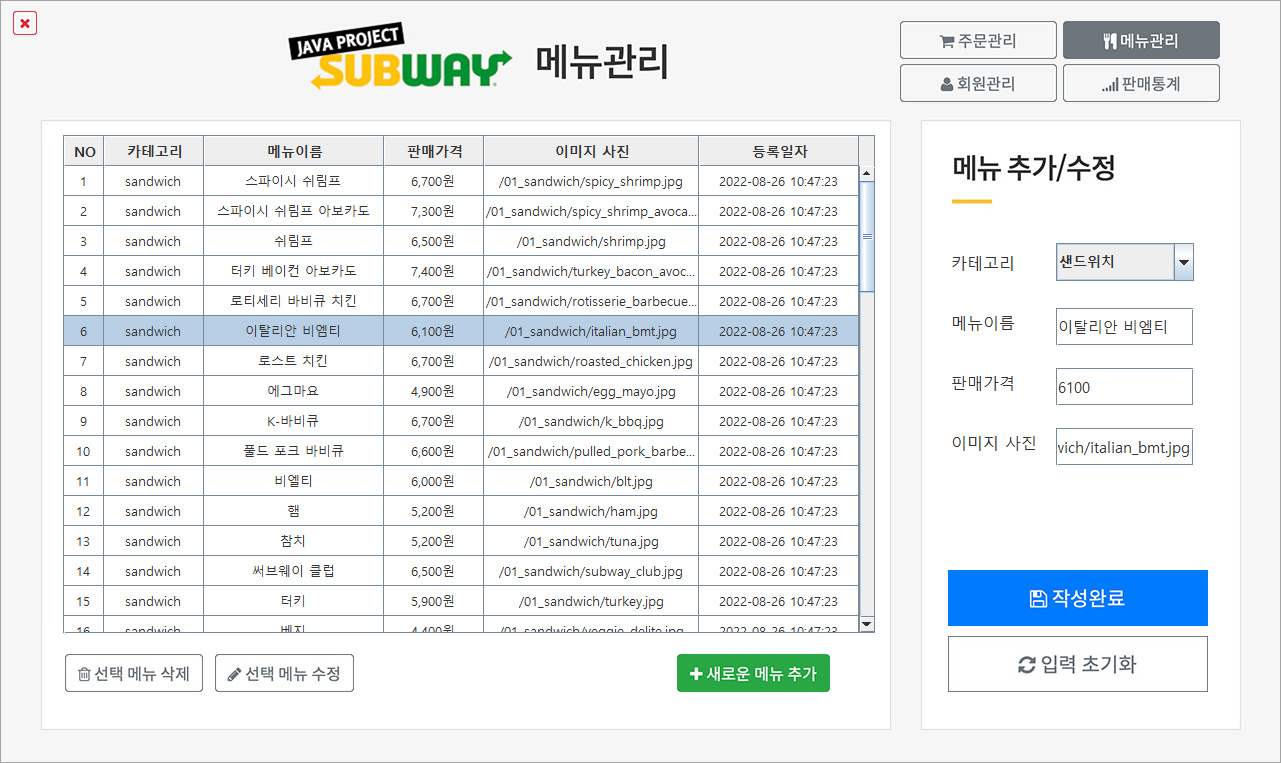 JAVA PROJECT
SUBWAY
메뉴관리
주문관리 메뉴관리
회원관리 판매통계
NO 카테고리 메뉴이름 판매가격 이미지 사진 등록일자
1 sandwich 스파이시 쉬림프 6,700원 /01_sandwich/spicy_shrimp.jpg 2022-08-26 10:47:23
2 sandwich 스파이시 쉬림프 아보카도 7,300원 /01_sandwich/spicy_shrimp_avoca... 2022-08-26 10:47:23
3 sandwich 쉬림프 6,500원 /01_sandwich/shrimp.jpg 2022-08-26 10:47:23
4 sandwich 터키 베이컨 아보카도 7,400원 /01_sandwich/turkey_bacon_avoc... 2022-08-26 10:47:23
5 sandwich 로티세리 바비큐 치킨 6,700원 /01_sandwich/rotisserie_barbecue... 2022-08-26 10:47:23
6 sandwich 이탈리안 비엠티 6,100원 /01_sandwich/italian_bmt.jpg 2022-08-26 10:47:23
7 sandwich 로스트 치킨 6,700원 /01_sandwich/roasted_chicken.jpg 2022-08-26 10:47:23
8 sandwich 에그마요 4,900원 /01_sandwich/egg_mayo.jpg 2022-08-26 10:47:23
9 sandwich K-바비큐 6,700원 /01_sandwich/k_bbq.jpg 2022-08-26 10:47:23
10 sandwich 풀드 포크 바비큐 6,600원 /01_sandwich/pulled_pork_barbe... 2022-08-26 10:47:23
11 sandwich 비엘티 6,000원 /01_sandwich/blt.jpg 2022-08-26 10:47:23
12 sandwich 햄 5,200원 /01_sandwich/ham.jpg 2022-08-26 10:47:23
13 sandwich 참치 5,200원 /01_sandwich/tuna.jpg 2022-08-26 10:47:23
14 sandwich 써브웨이 클럽 6,500원 /01_sandwich/subway_club.jpg 2022-08-26 10:47:23
15 sandwich 터키 5,900원 /01_sandwich/turkey.jpg 2022-08-26 10:47:23
16 sandwich 베지 4,400원 /01_sandwich/veggie_delite.jpg 2022-08-26 10:47:23
선택 메뉴 삭제 선택 메뉴 수정 새로운 메뉴 추가
메뉴 추가/수정
카테고리 샌드위치
메뉴이름 이탈리안 비엠티
판매가격 6100
이미지 사진 vich/italian_bmt.jpg
작성완료
입력 초기화